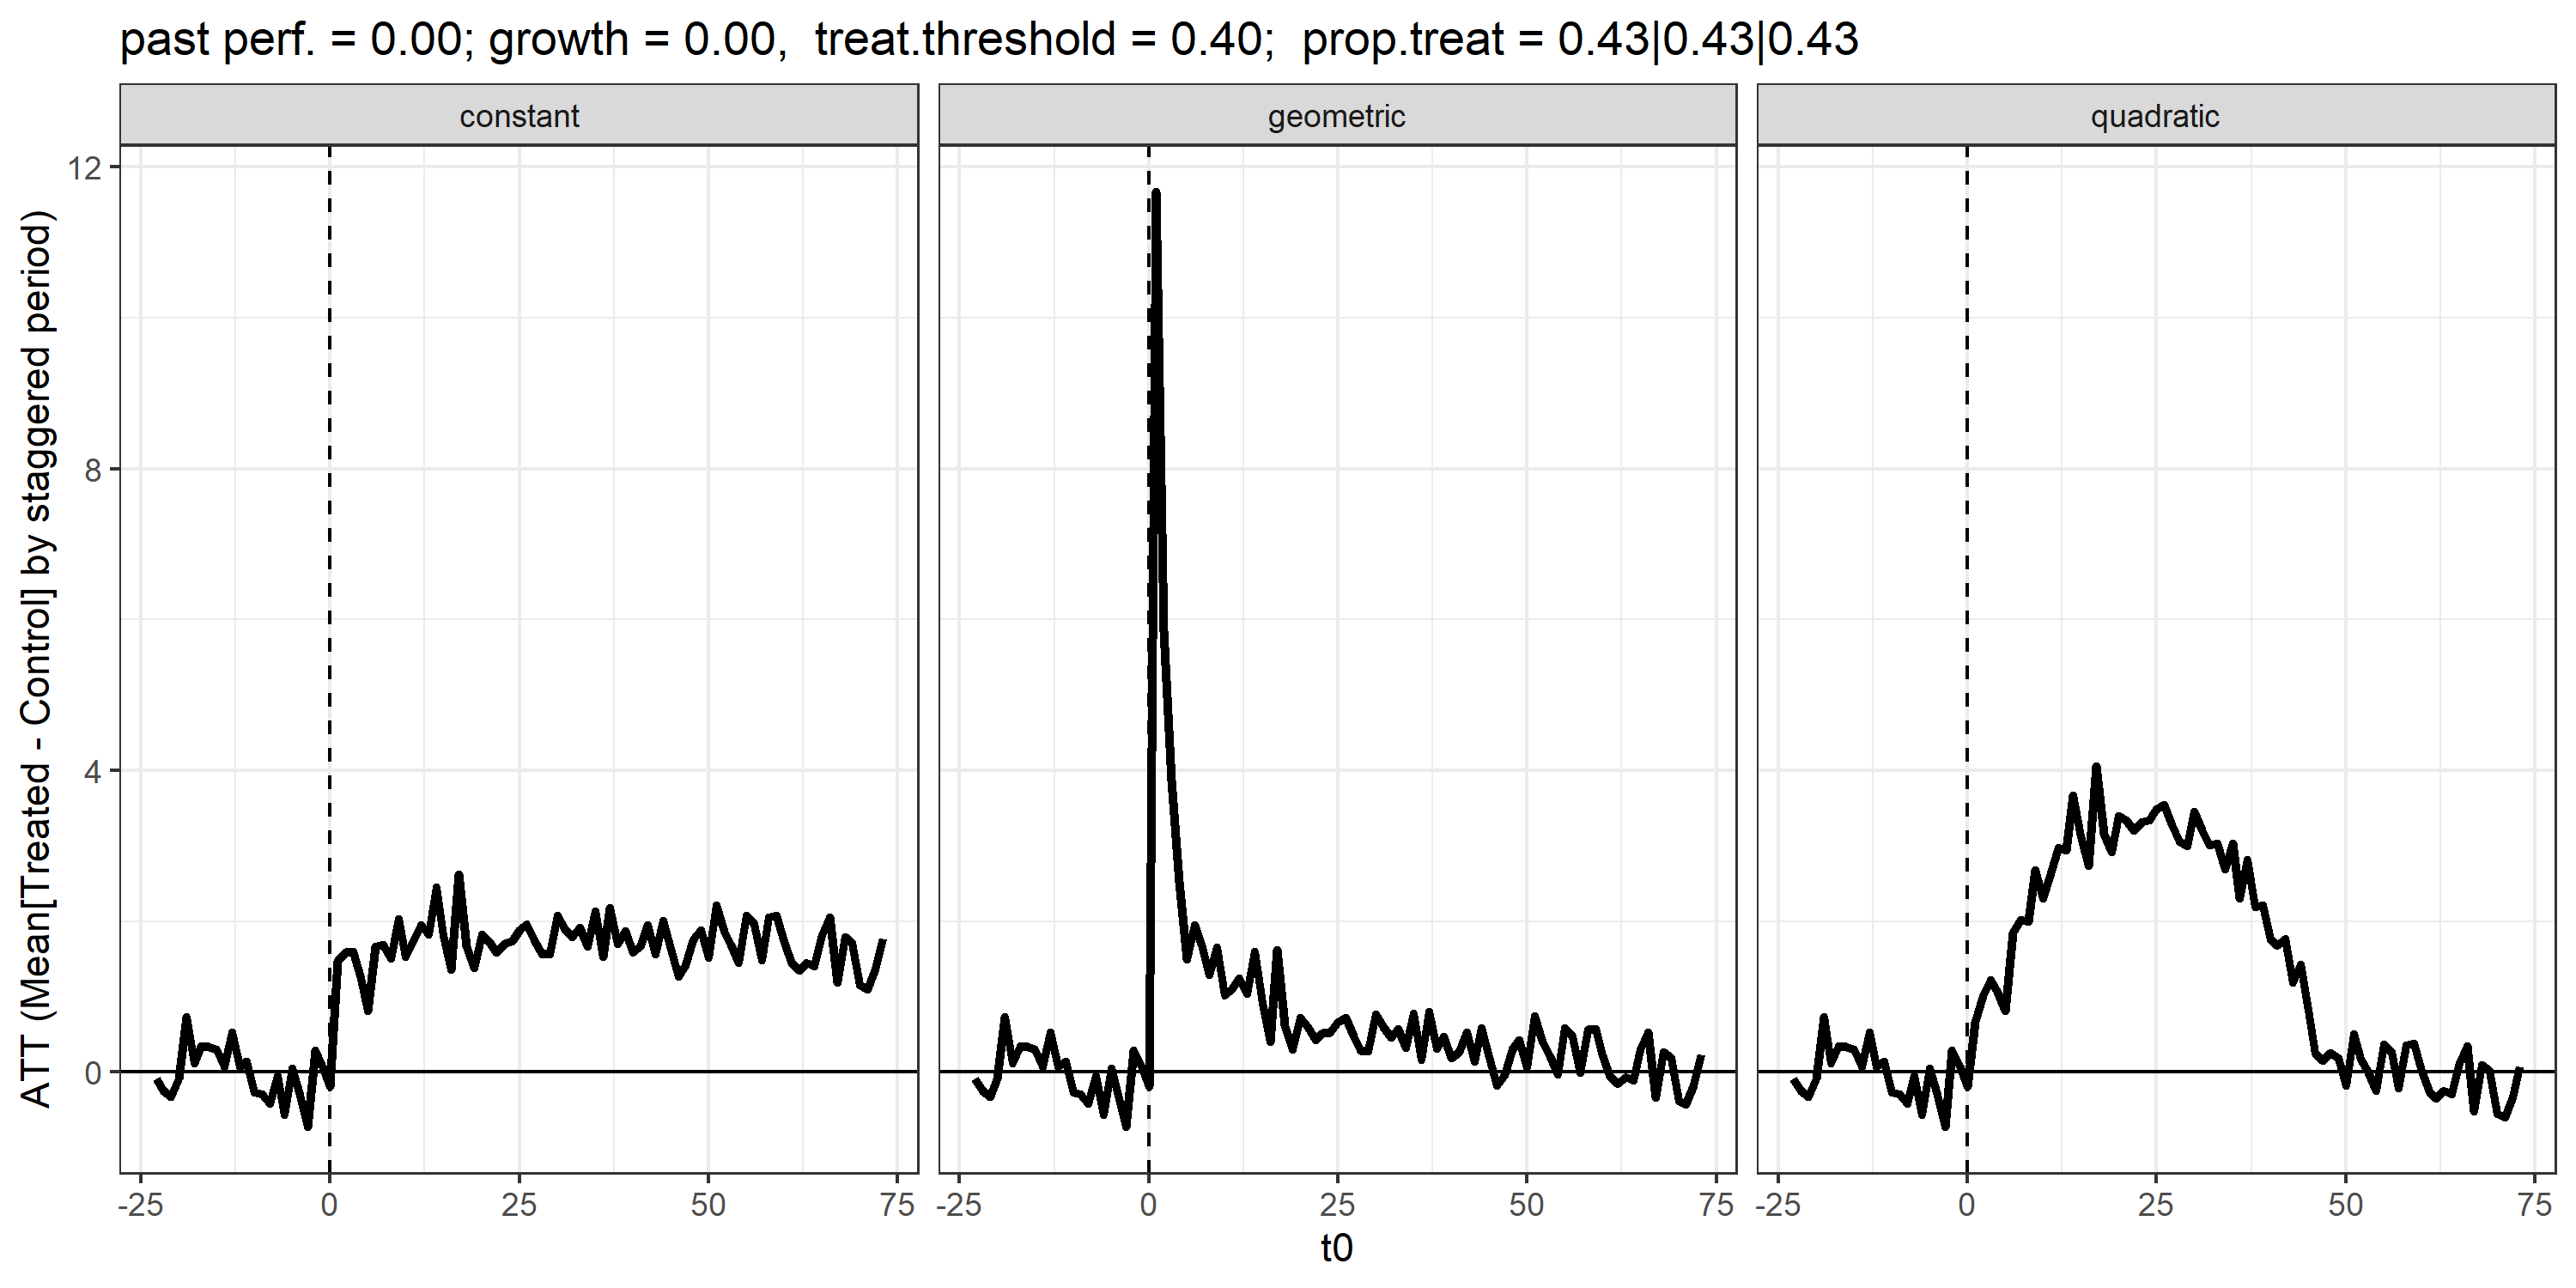 past perf. = 0.00; growth = 0.00,  treat.threshold = 0.40;  prop.treat = 0.43|0.43|0.43
constant
geometric
quadratic
ATT (Mean[Treated - Control] by staggered period)
12
8
4
0
-25 0 25 50 75
-25 0 25 50 75
-25 0 25 50 75
t0